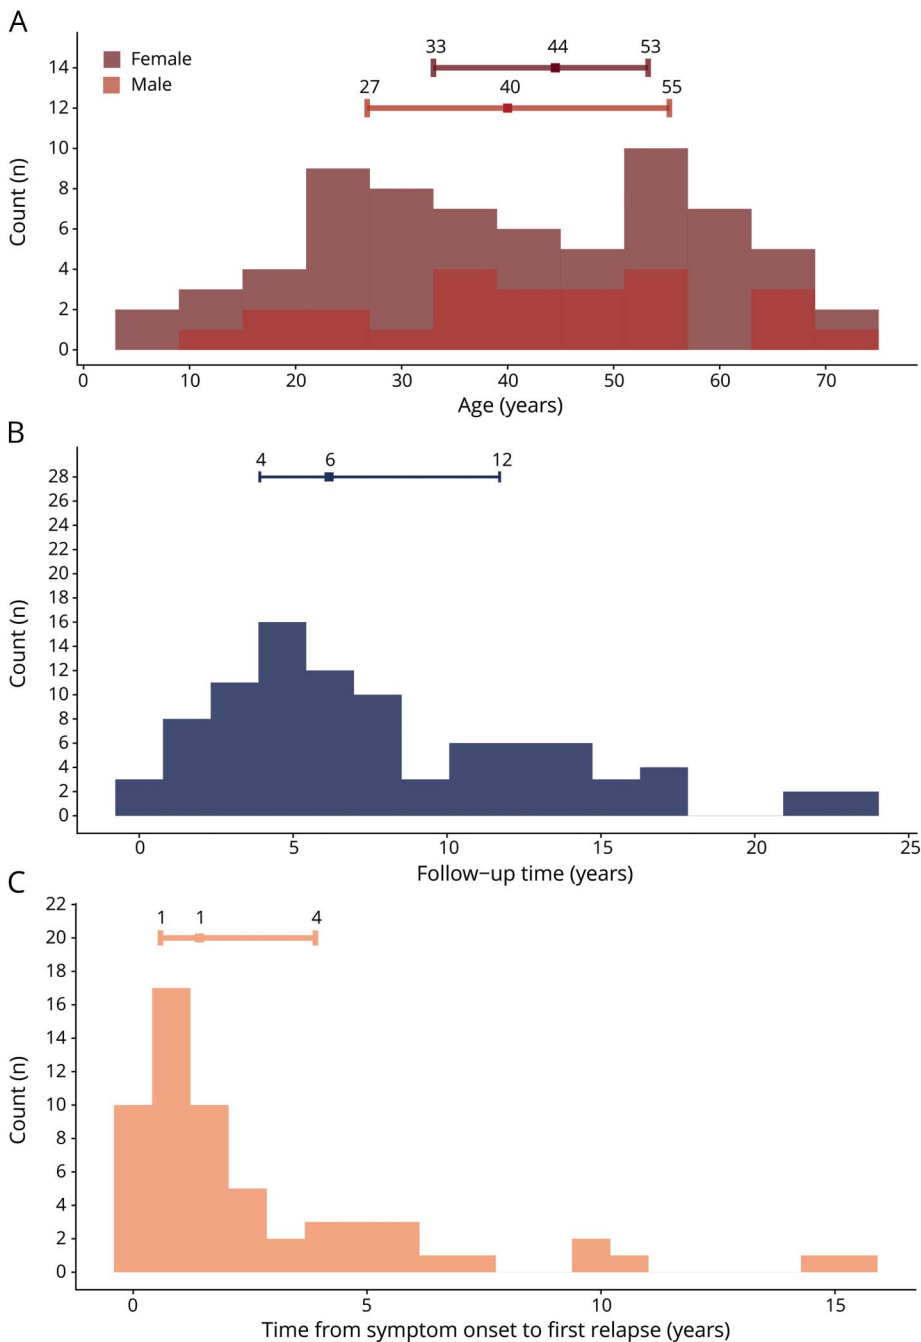 A
Female
Male
33 44 53
27 40 55
14
12
10
8
6
4
2
0
Count (n)
0 10 20 30 40 50 60 70
Age (years)
B
4 6 12
28
26
24
22
20
18
16
14
12
10
8
6
4
2
0
Count (n)
0 5 10 15 20 25
Follow−up time (years)
C
1 1 4
22
20
18
16
14
12
10
8
6
4
2
0
Count (n)
0 5 10 15
Time from symptom onset to first relapse (years)